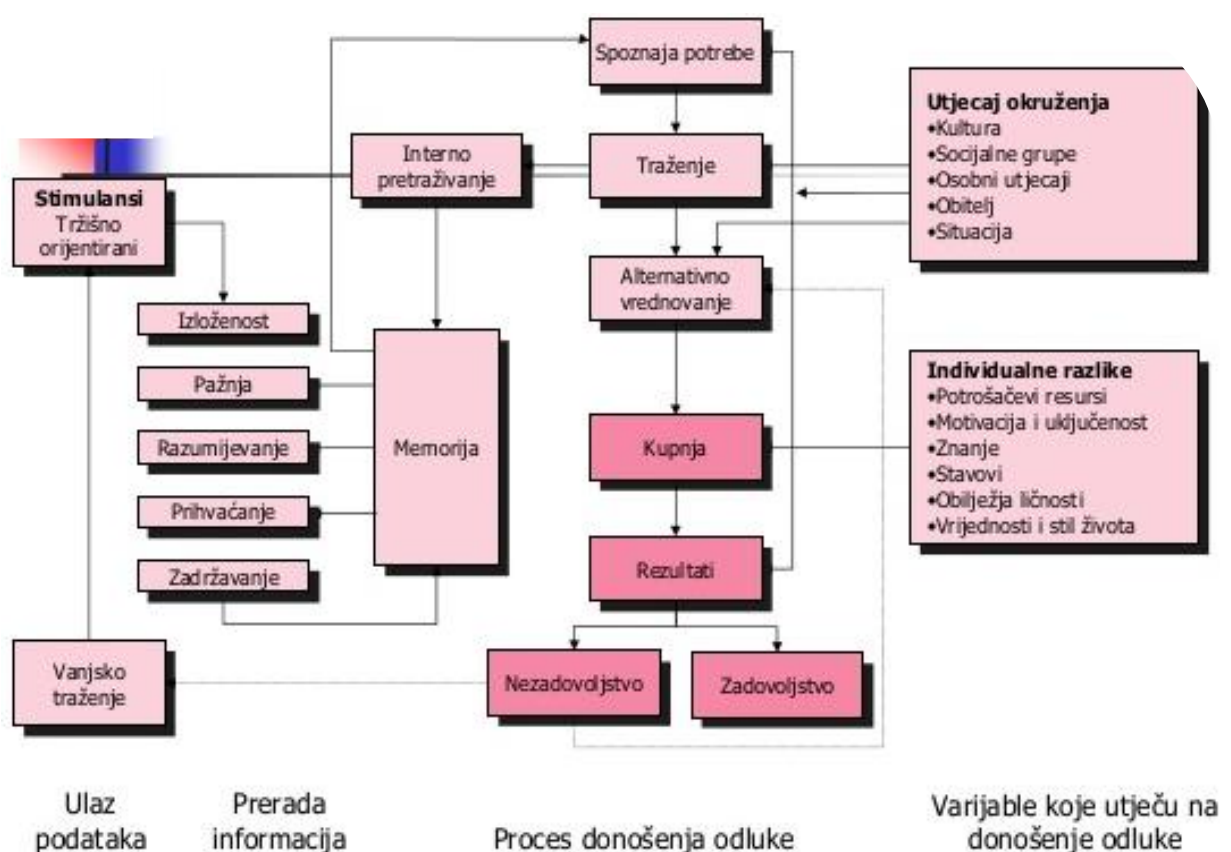 Spoznaja potrebe
Utjecaj okruženja
•Kultura
•Socijalne grupe
•Osobni utjecaji
•Obitelj
•Situacija
Interno
pretraživanje
Traženje
Stimulansi
Tržišno
orijentirani
Alternativno
vrednovanje
Izloženost
Pažnja
Razumijevanje
Prihvaćanje
Zadržavanje
Memorija
Individualne razlike
•Potrošačevi resursi
•Motivacija i uključenost
•Znanje
•Stavovi
•Obilježja ličnosti
•Vrijednosti i stil života
Kupnja
Rezultati
Vanjsko
traženje
Nezadovoljstvo
Zadovoljstvo
Ulaz
podataka
Prerada
informacija
Proces donošenja odluke
Varijable koje utječu na
donošenje odluke